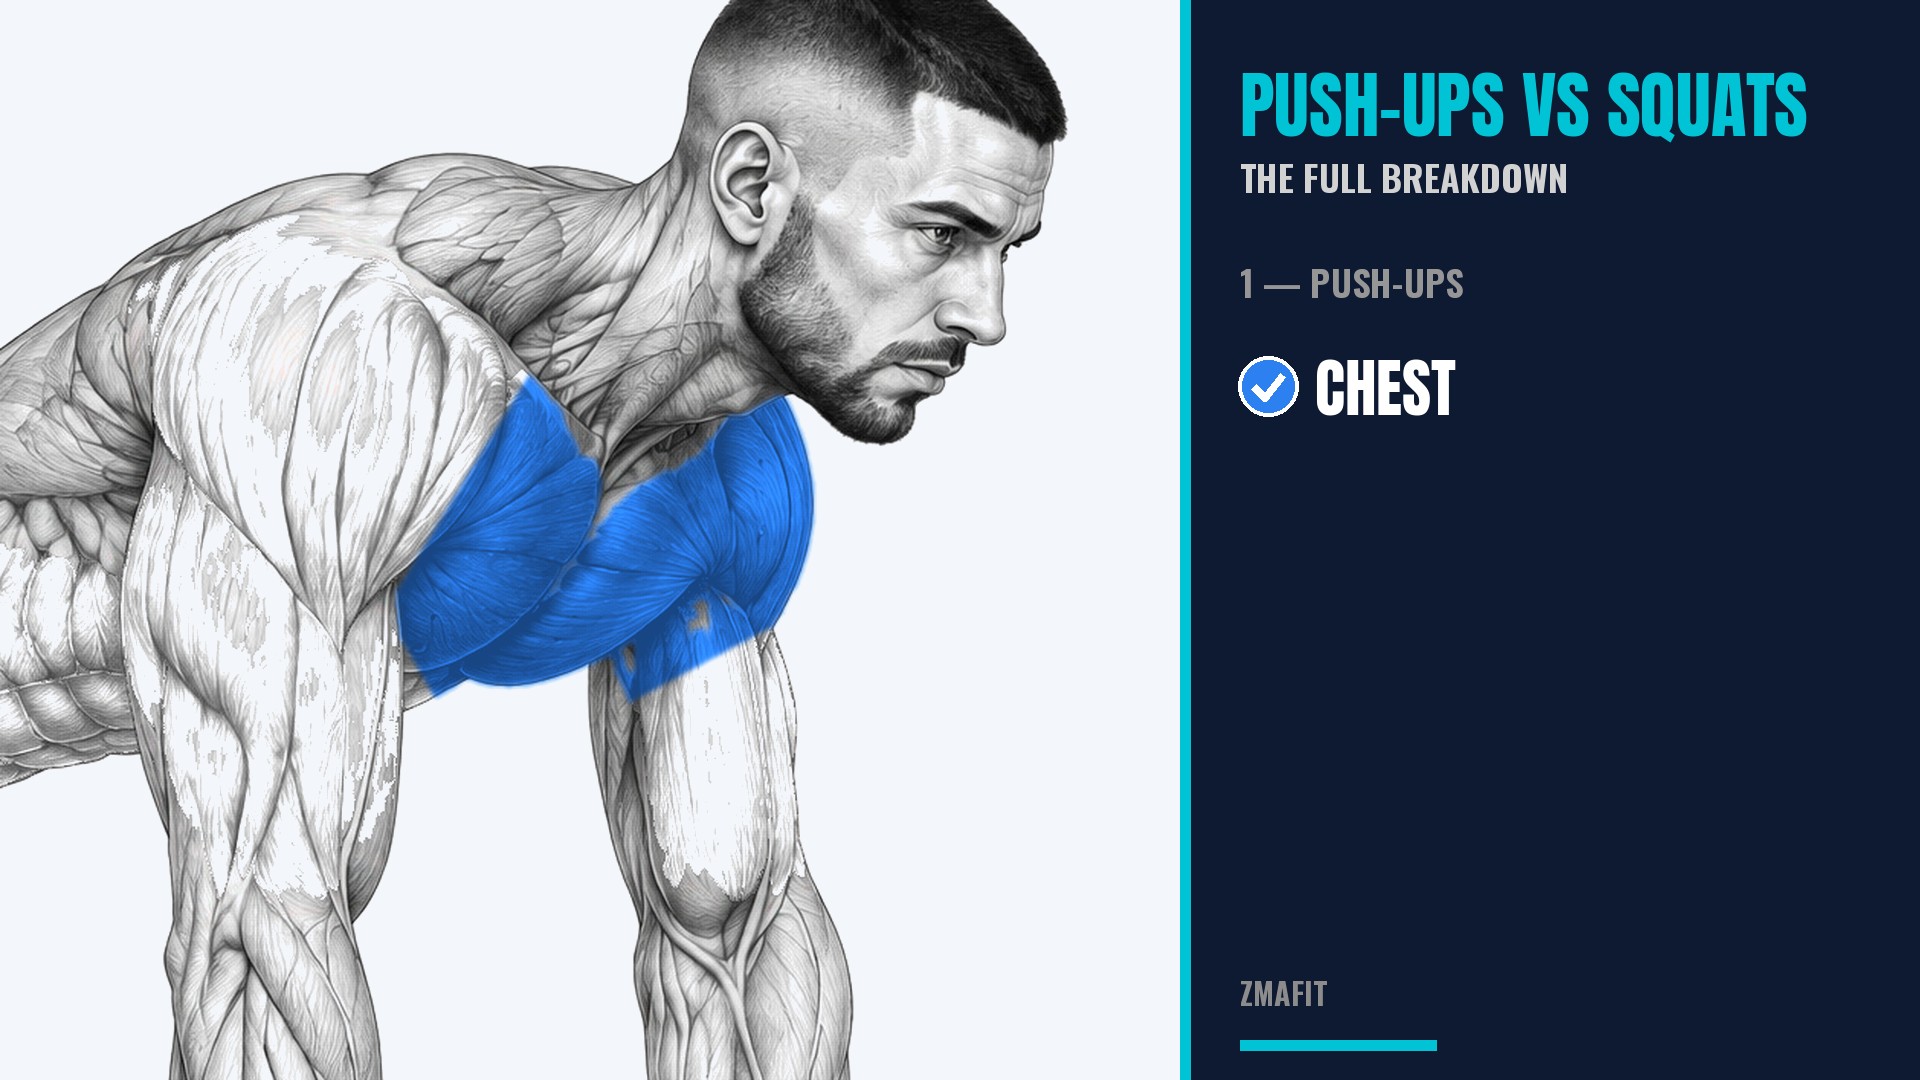 PUSH-UPS VS SQUATS
THE FULL BREAKDOWN
1 — PUSH-UPS
CHEST
ZMAFIT